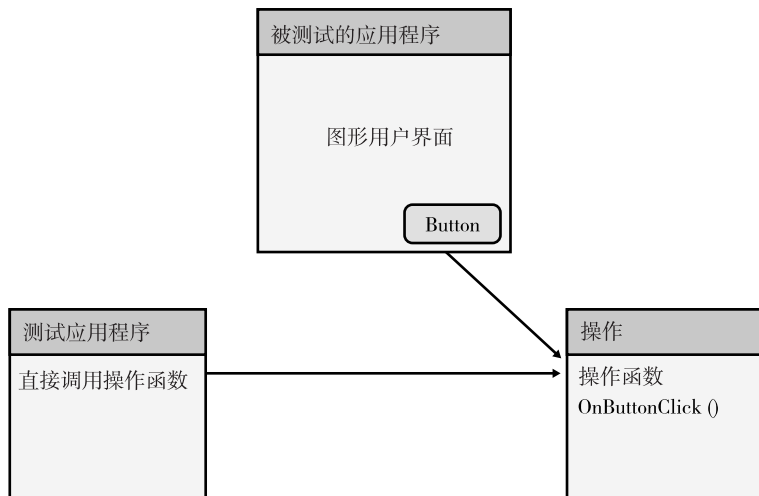 被测试的应用程序
图形用户界面
Button
测试应用程序
直接调用操作函数
操作
操作函数
OnButtonClick ()